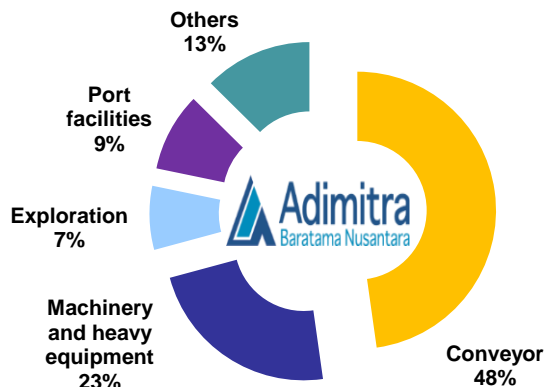 Others
13%
Port
facilities
9%
Exploration
7%
Adimitra
Baratama Nusantara
Machinery
and heavy
equipment
23%
Conveyor
48%